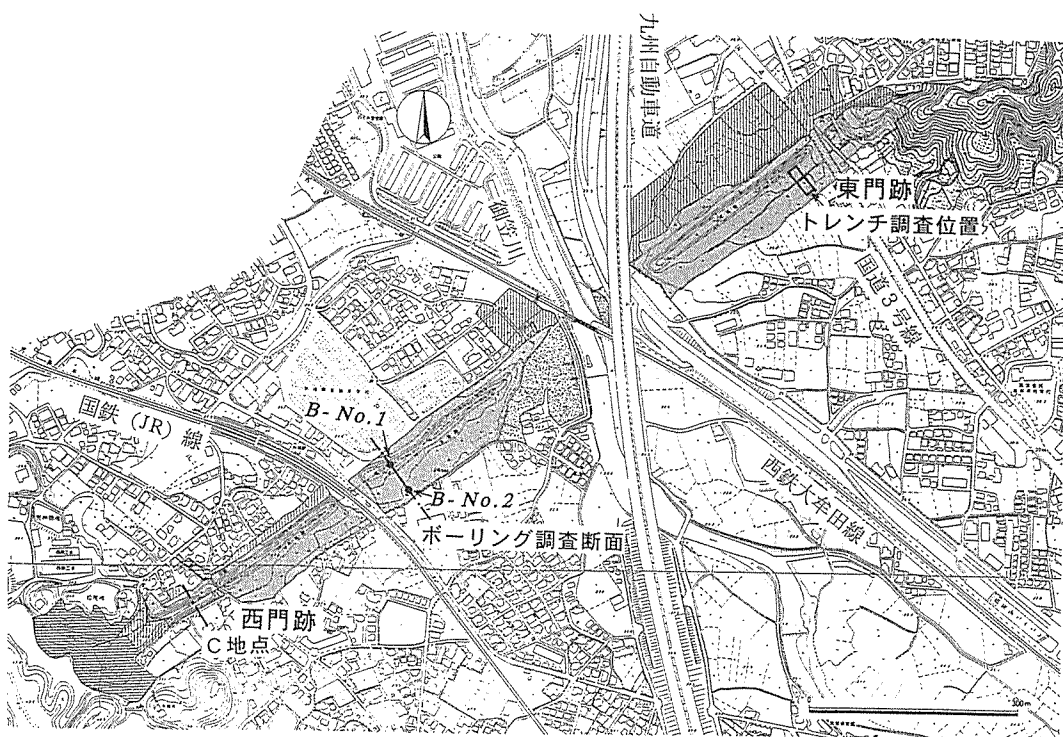 九州自動車道
御笠川
東門跡
トレンチ調査位置
国道3号線
国鉄(JR)線
B-No.1
B-No.2
ボーリング調査断面
西鉄大牟田線
西門跡
C地点
500m